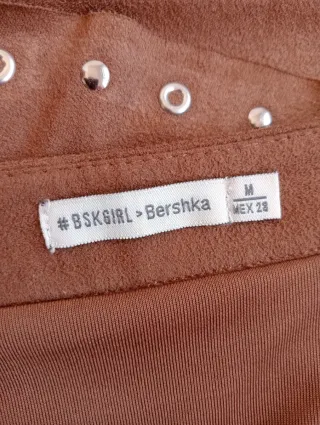 #BSKGIRL > Bershka
M
MEX 28